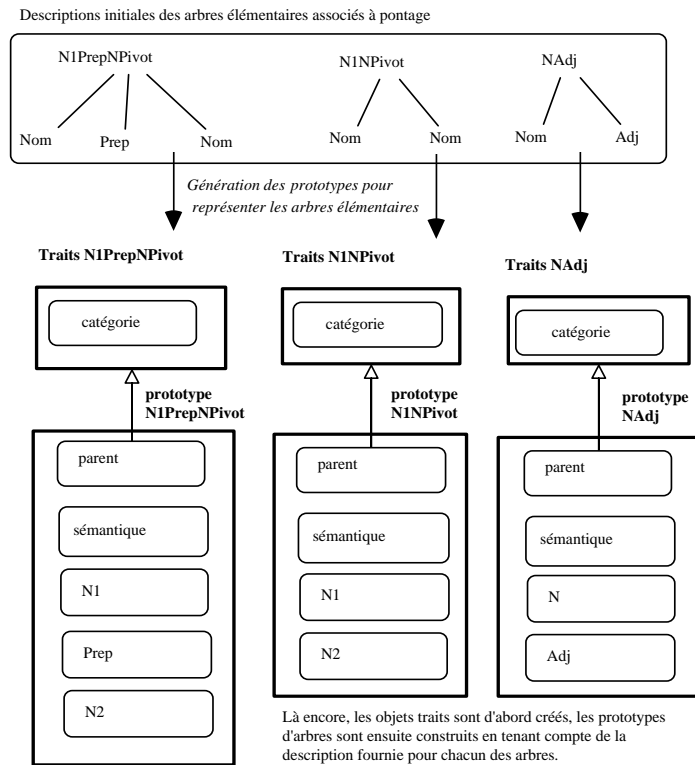 Descriptions initiales des arbres élémentaires associés à pontage
N1PrepNPivot
N1NPivot
NAdj
Nom
Prep
Nom
Nom
Nom
Nom
Adj
Génération des prototypes pour
représenter les arbres élémentaires
Traits N1PrepNPivot
Traits N1NPivot
Traits NAdj
catégorie
catégorie
catégorie
prototype
N1PrepNPivot
prototype
N1NPivot
prototype
NAdj
parent
sémantique
N1
Prep
N2
parent
sémantique
N1
N2
parent
sémantique
N
Adj
Là encore, les objets traits sont d'abord créés, les prototypes
d'arbres sont ensuite construits en tenant compte de la
description fournie pour chacun des arbres.